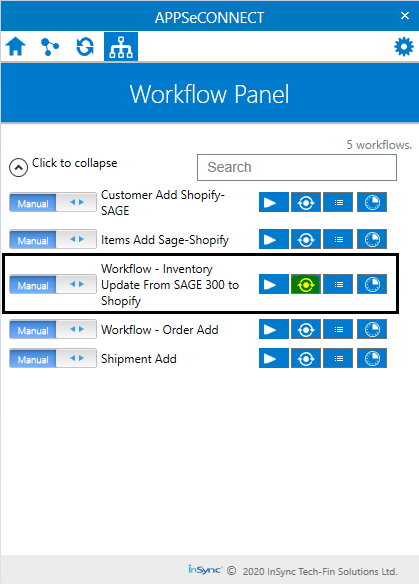 APPSeCONNECT
Workflow Panel
5 workflows.
Click to collapse
Search
Manual
Customer Add Shopify-
SAGE
Manual
Items Add Sage-Shopify
Manual
Workflow - Inventory
Update From SAGE 300 to
Shopify
Manual
Workflow - Order Add
Manual
Shipment Add
InSync © 2020 InSync Tech-Fin Solutions Ltd.